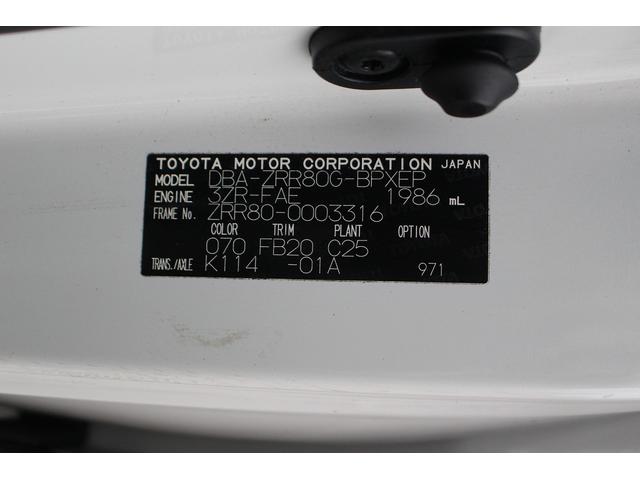 TOYOTA MOTOR CORPORATION JAPAN
MODEL DBA-ZRR80G-BPXEP
ENGINE 3ZR-FAE 1986 mL
FRAME No. ZRR80-0003316
COLOR TRIM PLANT OPTION
070 FB20 C25
TRANS./AXLE K114 -01A 971